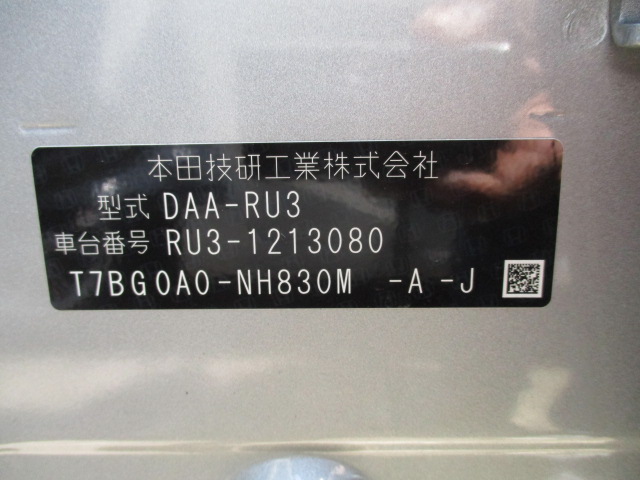 本田技研工業株式会社
型式 DAA-RU3
車台番号 RU3-1213080
T7BG0A0-NH830M -A -J